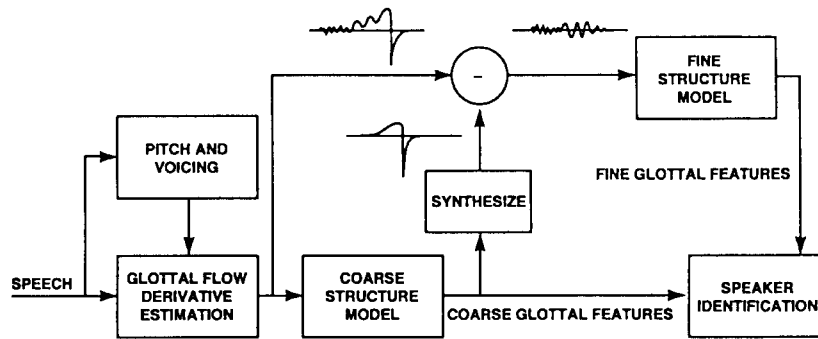 FINE
STRUCTURE
MODEL
-
PITCH AND
VOICING
SYNTHESIZE
FINE GLOTTAL FEATURES
SPEECH
GLOTTAL FLOW
DERIVATIVE
ESTIMATION
COARSE
STRUCTURE
MODEL
COARSE GLOTTAL FEATURES
SPEAKER
IDENTIFICATION